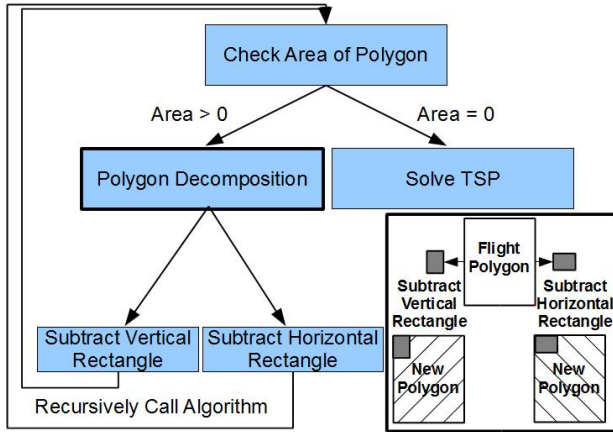 Check Area of Polygon
Area > 0
Area = 0
Polygon Decomposition
Solve TSP
Subtract Vertical
Rectangle
Subtract Horizontal
Rectangle
Recursively Call Algorithm
Flight
Polygon
Subtract
Vertical
Rectangle
Subtract
Horizontal
Rectangle
New
Polygon
New
Polygon